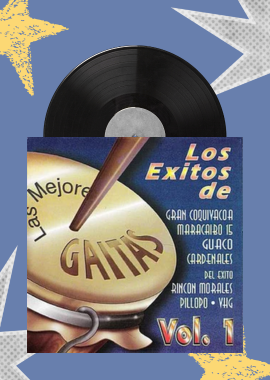 Las Mejore
GAITAS
Los
Exitos
de
GRAN COQUIVACOA
MARACAIBO 15
GUACO
CARDENALES
DEL EXITO
RINCON MORALES
PILLOPO • VHG
Vol. 1